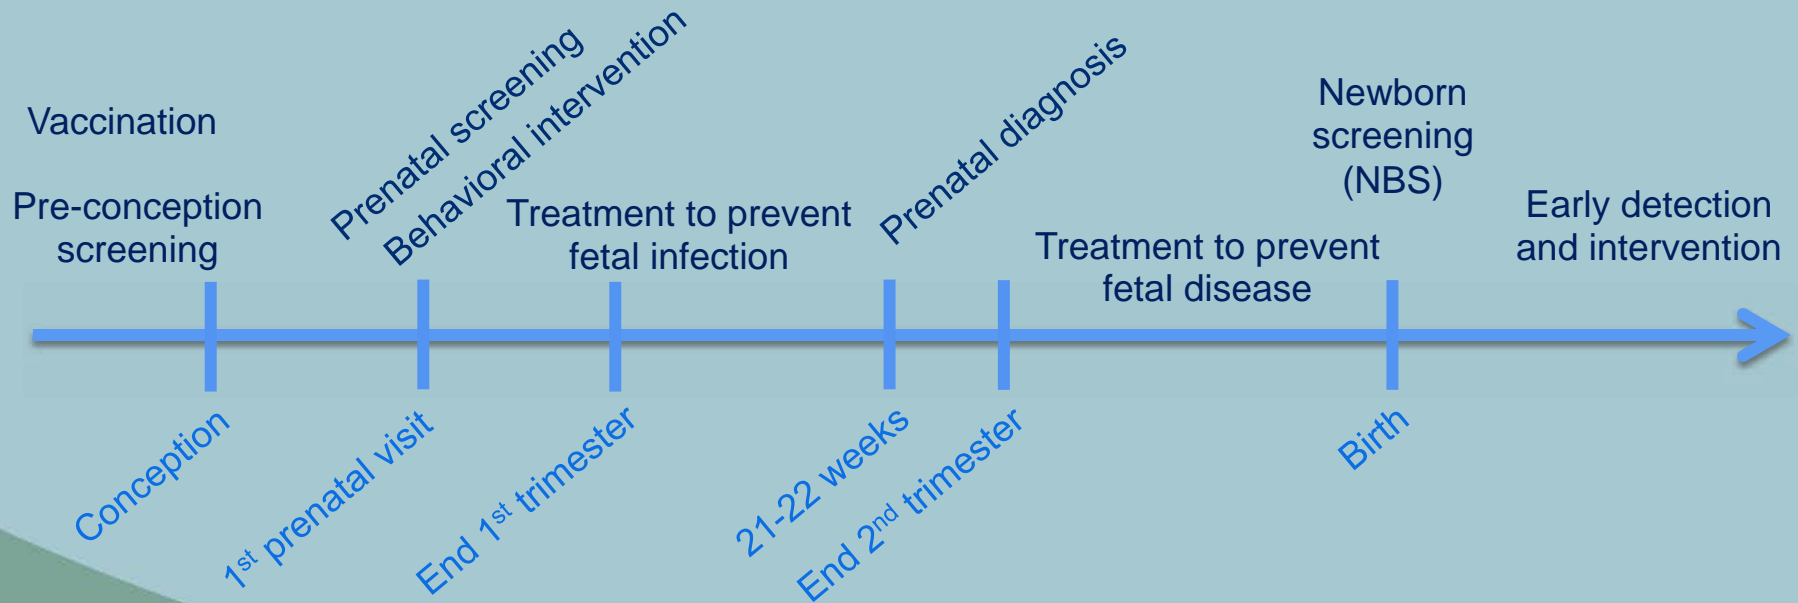 Vaccination
Pre-conception
screening
Prenatal screening
Behavioral intervention
Treatment to prevent
fetal infection
Prenatal diagnosis
Treatment to prevent
fetal disease
Newborn
screening
(NBS)
Early detection
and intervention
Conception
1st prenatal visit
End 1st trimester
21-22 weeks
End 2nd trimester
Birth